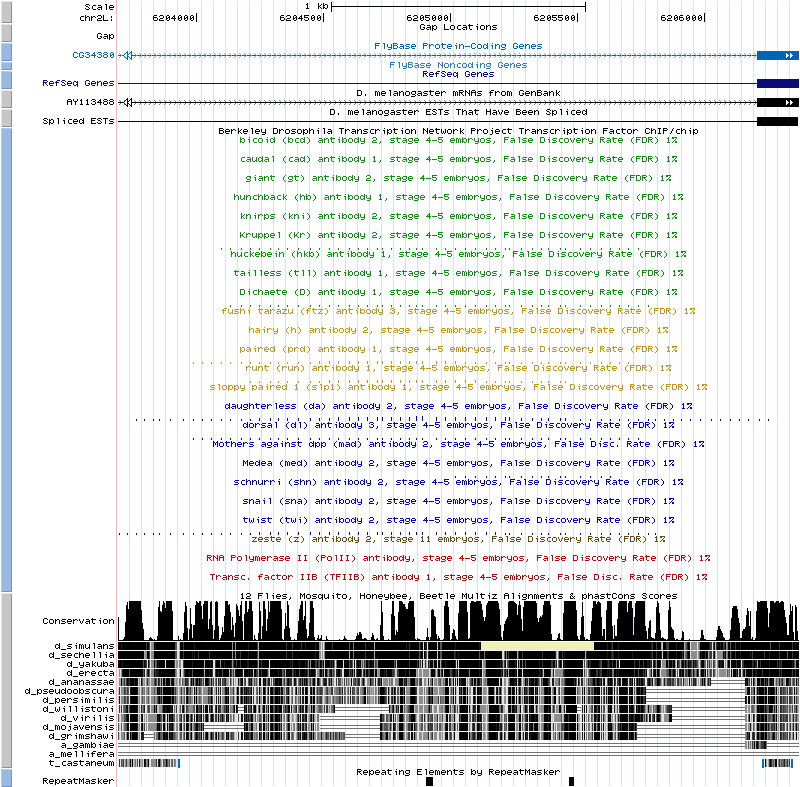 Scale 1 kb
chr2L: 6204000 6204500 6205000 6205500 6206000
Gap Locations
Gap
FlyBase Protein-Coding Genes
CG34380
FlyBase Noncoding Genes
RefSeq Genes
RefSeq Genes
D. melanogaster mRNAs from GenBank
AY113488
D. melanogaster ESTs That Have Been Spliced
Spliced ESTs
Berkeley Drosophila Transcription Network Project Transcription Factor ChIP/chip
bicoid (bcd) antibody 2, stage 4-5 embryos, False Discovery Rate (FDR) 1%
caudal (cad) antibody 1, stage 4-5 embryos, False Discovery Rate (FDR) 1%
giant (gt) antibody 2, stage 4-5 embryos, False Discovery Rate (FDR) 1%
hunchback (hb) antibody 1, stage 4-5 embryos, False Discovery Rate (FDR) 1%
knirps (kni) antibody 2, stage 4-5 embryos, False Discovery Rate (FDR) 1%
Kruppel (Kr) antibody 2, stage 4-5 embryos, False Discovery Rate (FDR) 1%
huckebein (hkb) antibody 1, stage 4-5 embryos, False Discovery Rate (FDR) 1%
tailless (tll) antibody 1, stage 4-5 embryos, False Discovery Rate (FDR) 1%
Dichaete (D) antibody 1, stage 4-5 embryos, False Discovery Rate (FDR) 1%
fushi tarazu (ftz) antibody 3, stage 4-5 embryos, False Discovery Rate (FDR) 1%
hairy (h) antibody 2, stage 4-5 embryos, False Discovery Rate (FDR) 1%
paired (prd) antibody 1, stage 4-5 embryos, False Discovery Rate (FDR) 1%
runt (run) antibody 1, stage 4-5 embryos, False Discovery Rate (FDR) 1%
sloppy paired 1 (slp1) antibody 1, stage 4-5 embryos, False Discovery Rate (FDR) 1%
daughterless (da) antibody 2, stage 4-5 embryos, False Discovery Rate (FDR) 1%
dorsal (dl) antibody 3, stage 4-5 embryos, False Discovery Rate (FDR) 1%
Mothers against dpp (mad) antibody 2, stage 4-5 embryos, False Disc. Rate (FDR) 1%
Medea (med) antibody 2, stage 4-5 embryos, False Discovery Rate (FDR) 1%
schnurri (shn) antibody 2, stage 4-5 embryos, False Discovery Rate (FDR) 1%
snail (sna) antibody 2, stage 4-5 embryos, False Discovery Rate (FDR) 1%
twist (twi) antibody 2, stage 4-5 embryos, False Discovery Rate (FDR) 1%
zeste (z) antibody 2, stage 11 embryos, False Discovery Rate (FDR) 1%
RNA Polymerase II (PolII) antibody, stage 4-5 embryos, False Discovery Rate (FDR) 1%
Transc. factor IIB (TFIIB) antibody 1, stage 4-5 embryos, False Disc. Rate (FDR) 1%
12 Flies, Mosquito, Honeybee, Beetle Multiz Alignments & phastCons Scores
Conservation
d_simulans
d_sechellia
d_yakuba
d_erecta
d_ananassae
d_pseudoobscura
d_persimilis
d_willistoni
d_virilis
d_mojavensis
d_grimshawi
a_gambiae
a_mellifera
t_castaneum
Repeating Elements by RepeatMasker
RepeatMasker